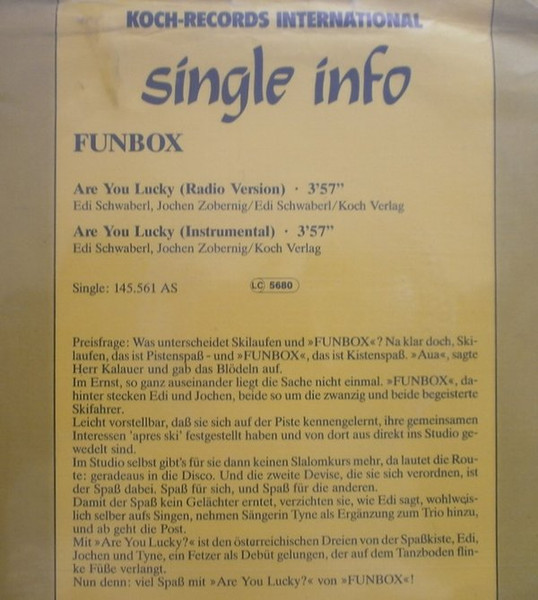 KOCH-RECORDS INTERNATIONAL
single info
FUNBOX
Are You Lucky (Radio Version) · 3'57"
Edi Schwaberl, Jochen Zobernig/Edi Schwaberl/Koch Verlag
Are You Lucky (Instrumental) · 3'57"
Edi Schwaberl, Jochen Zobernig/Koch Verlag
Single: 145.561 AS LC 5680
Preisfrage: Was unterscheidet Skilaufen und »FUNBOX«? Na klar doch, Ski-
laufen, das ist Pistenspaß - und »FUNBOX«, das ist Kistenspaß. »Aua«, sagte
Herr Kalauer und gab das Blödeln auf.
Im Ernst, so ganz auseinander liegt die Sache nicht einmal. »FUNBOX«, da-
hinter stecken Edi und Jochen, beide so um die zwanzig und beide begeisterte
Skifahrer.
Leicht vorstellbar, daß sie sich auf der Piste kennengelernt, ihre gemeinsamen
Interessen 'apres ski' festgestellt haben und von dort aus direkt ins Studio ge-
wedelt sind.
Im Studio selbst gibt's für sie dann keinen Slalomkurs mehr, da lautet die Rou-
te: geradeaus in die Disco. Und die zweite Devise, die sie sich verordnen, ist
der Spaß dabei. Spaß für sich, und Spaß für die anderen.
Damit der Spaß kein Gelächter erntet, verzichten sie, wie Edi sagt, wohlweis-
lich selber aufs Singen, nehmen Sängerin Tyne als Ergänzung zum Trio hinzu,
und ab geht die Post.
Mit »Are You Lucky?« ist den österreichischen Dreien von der Spaßkiste, Edi,
Jochen und Tyne, ein Fetzer als Debüt gelungen, der auf dem Tanzboden flin-
ke Füße verlangt.
Nun denn: viel Spaß mit »Are You Lucky?« von »FUNBOX«!